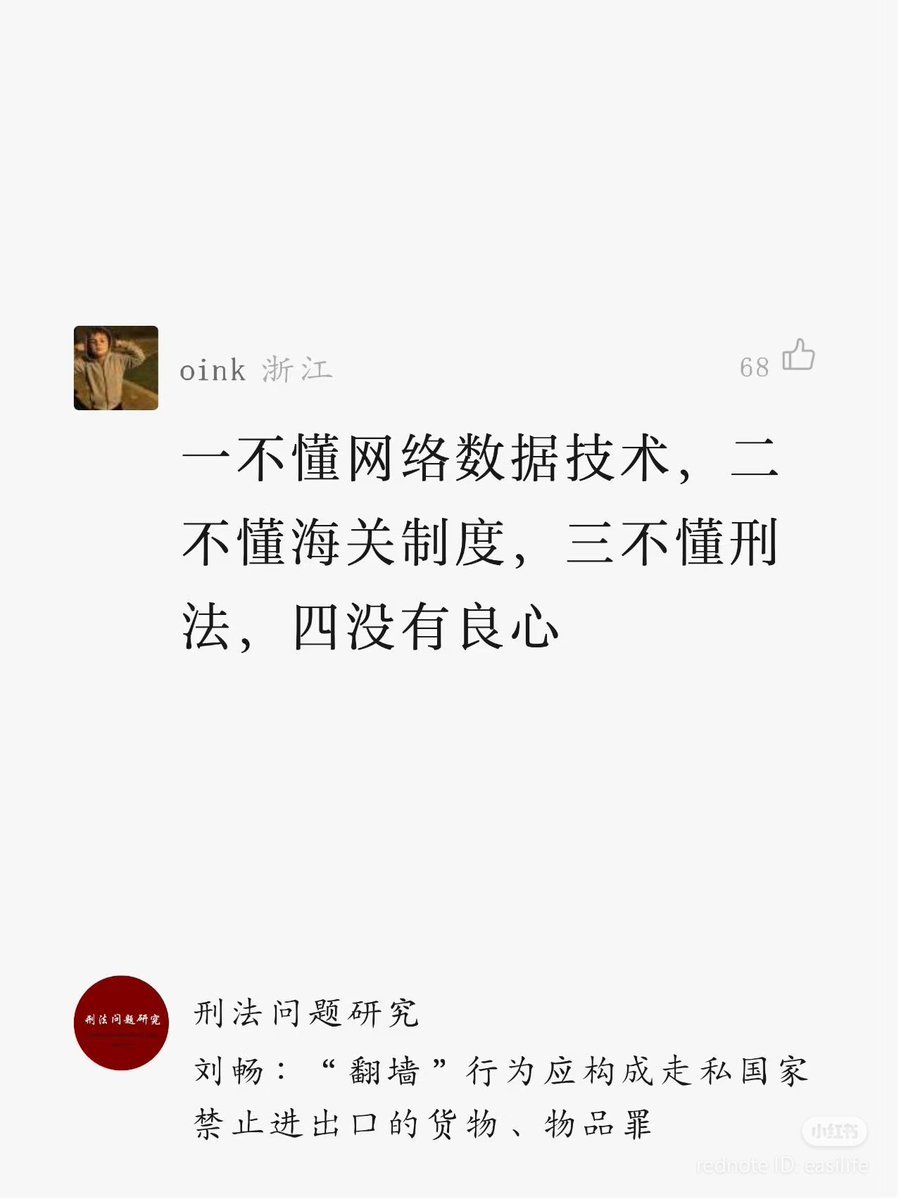 oink 浙江
68
一不懂网络数据技术，二
不懂海关制度，三不懂刑
法，四没有良心
刑法问题研究
刑法问题研究
刘畅：“翻墙”行为应构成走私国家
禁止进出口的货物、物品罪
小红书
rednote ID: easilife